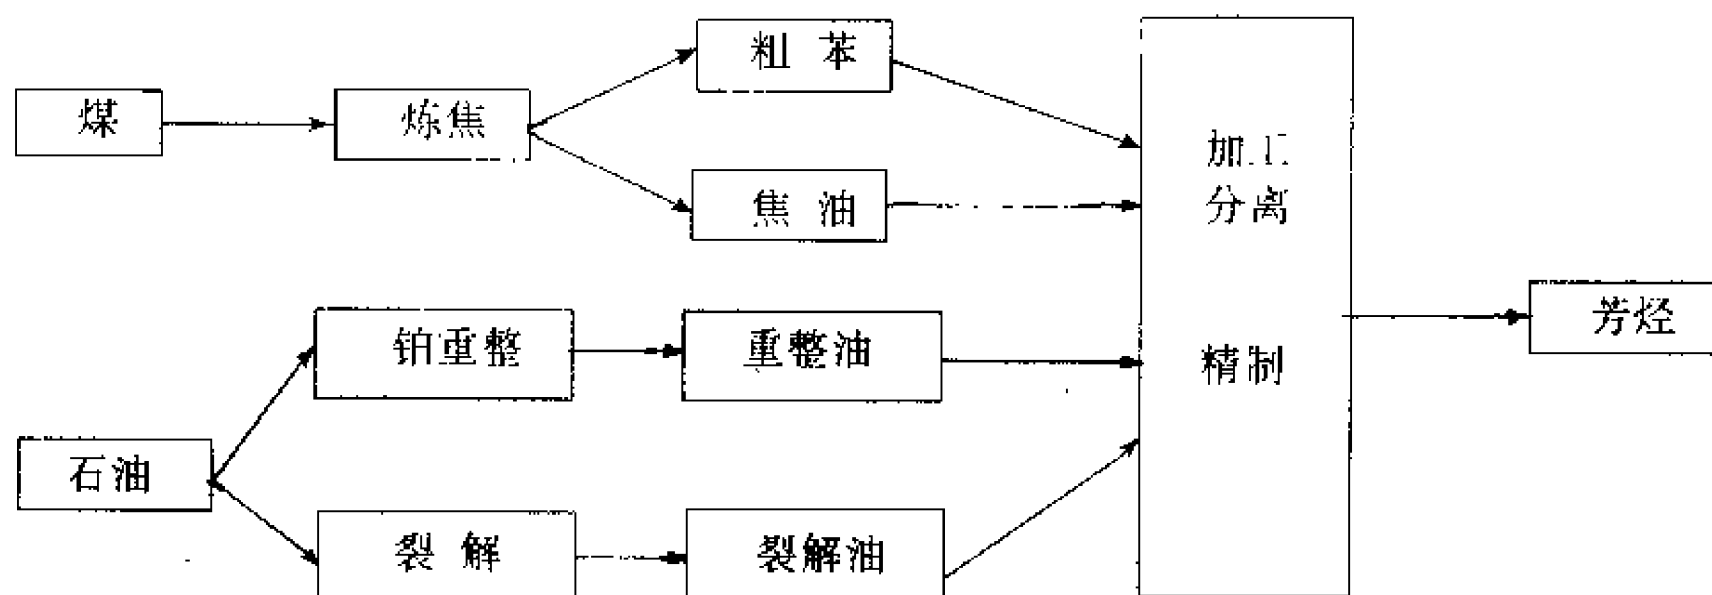 粗 苯
煤
炼焦
加工
分离
焦 油
铂重整
重整油
精制
芳烃
石油
裂 解
裂解油